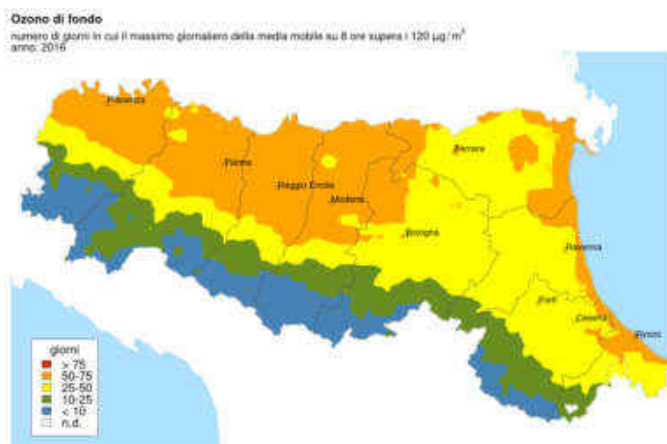 Ozono di fondo
numero di giorni in cui il massimo giornaliero della media mobile su 8 ore supera i 120 µg/m³
anno: 2016
Piacenza
Parma
Ferrara
Reggio Emilia
Modena
Bologna
Ravenna
Forlì
Cesena
Rimini
giorni
> 75
50-75
25-50
10-25
< 10
n.d.